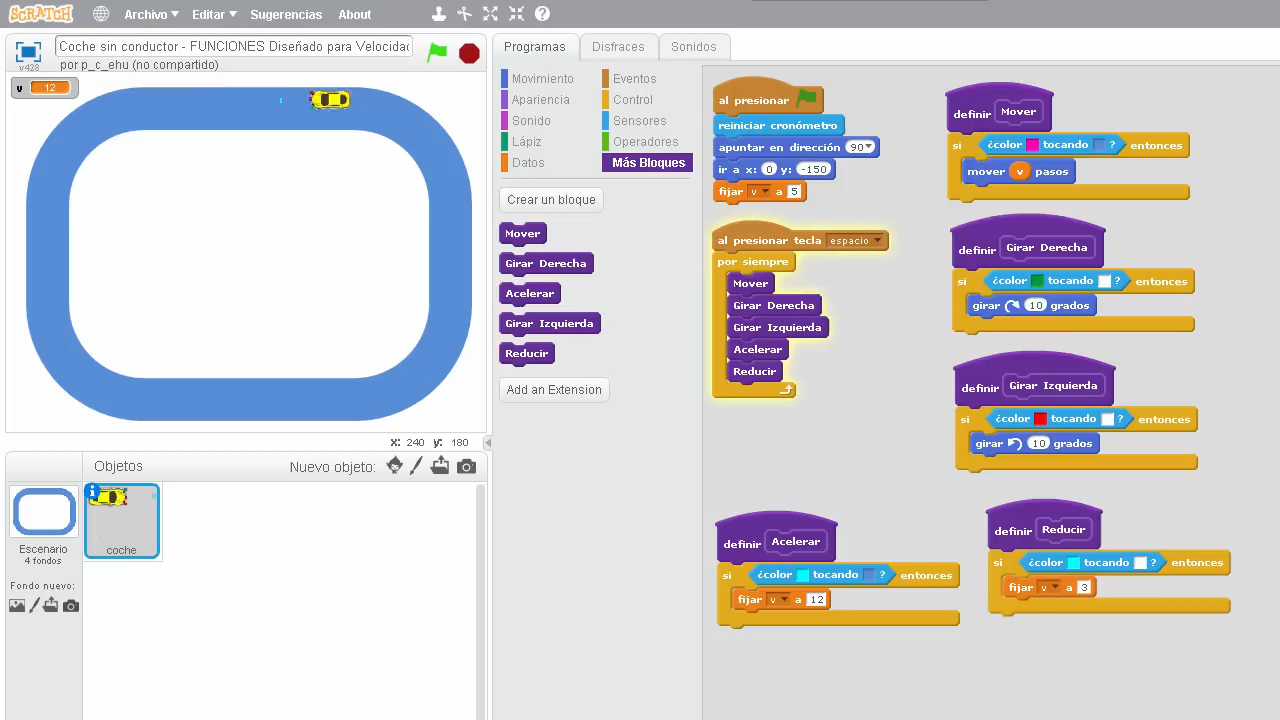 SCRATCH
Archivo
Editar
Sugerencias
About
v428
Coche sin conductor - FUNCIONES Diseñado para Velocidad
por p_c_ehu (no compartido)
v 12
x: 240 y: 180
Objetos
Nuevo objeto:
Escenario
4 fondos
Fondo nuevo:
coche
Programas
Disfraces
Sonidos
Movimiento
Eventos
Apariencia
Control
Sonido
Sensores
Lápiz
Operadores
Datos
Más Bloques
Crear un bloque
Mover
Girar Derecha
Acelerar
Girar Izquierda
Reducir
Add an Extension
al presionar
reiniciar cronómetro
apuntar en dirección 90
ir a x: 0 y: -150
fijar v a 5
al presionar tecla espacio
por siempre
Mover
Girar Derecha
Girar Izquierda
Acelerar
Reducir
definir Mover
si ¿color tocando ? entonces
mover v pasos
definir Girar Derecha
si ¿color tocando ? entonces
girar 10 grados
definir Girar Izquierda
si ¿color tocando ? entonces
girar 10 grados
definir Acelerar
si ¿color tocando ? entonces
fijar v a 12
definir Reducir
si ¿color tocando ? entonces
fijar v a 3